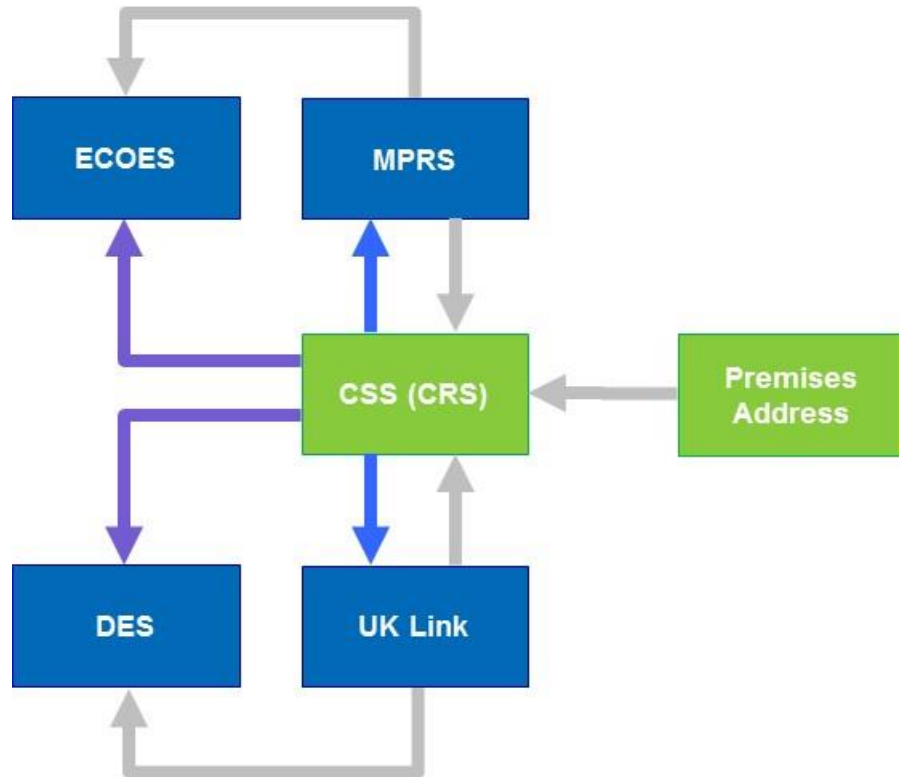 ECOES
MPRS
CSS (CRS)
Premises
Address
DES
UK Link